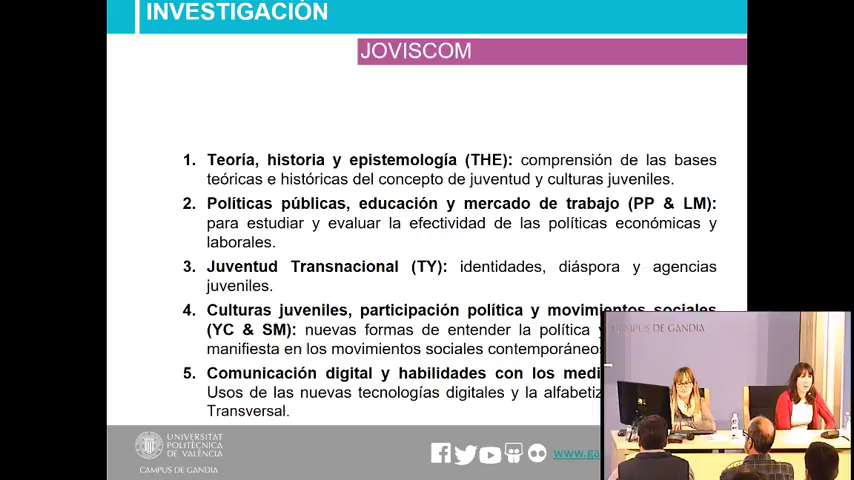 INVESTIGACIÓN
JOVISCOM
1. Teoría, historia y epistemología (THE): comprensión de las bases
teóricas e históricas del concepto de juventud y culturas juveniles.
2. Políticas públicas, educación y mercado de trabajo (PP & LM):
para estudiar y evaluar la efectividad de las políticas económicas y
laborales.
3. Juventud Transnacional (TY): identidades, diáspora y agencias
juveniles.
4. Culturas juveniles, participación política y movimientos sociales
(YC & SM): nuevas formas de entender la política
manifiesta en los movimientos sociales contemporáneos
5. Comunicación digital y habilidades con los
Usos de las nuevas tecnologías digitales y la
Transversal.
CAMPUS DE GANDIA
UNIVERSITAT
POLITÈCNICA
DE VALÈNCIA
CAMPUS DE GANDIA